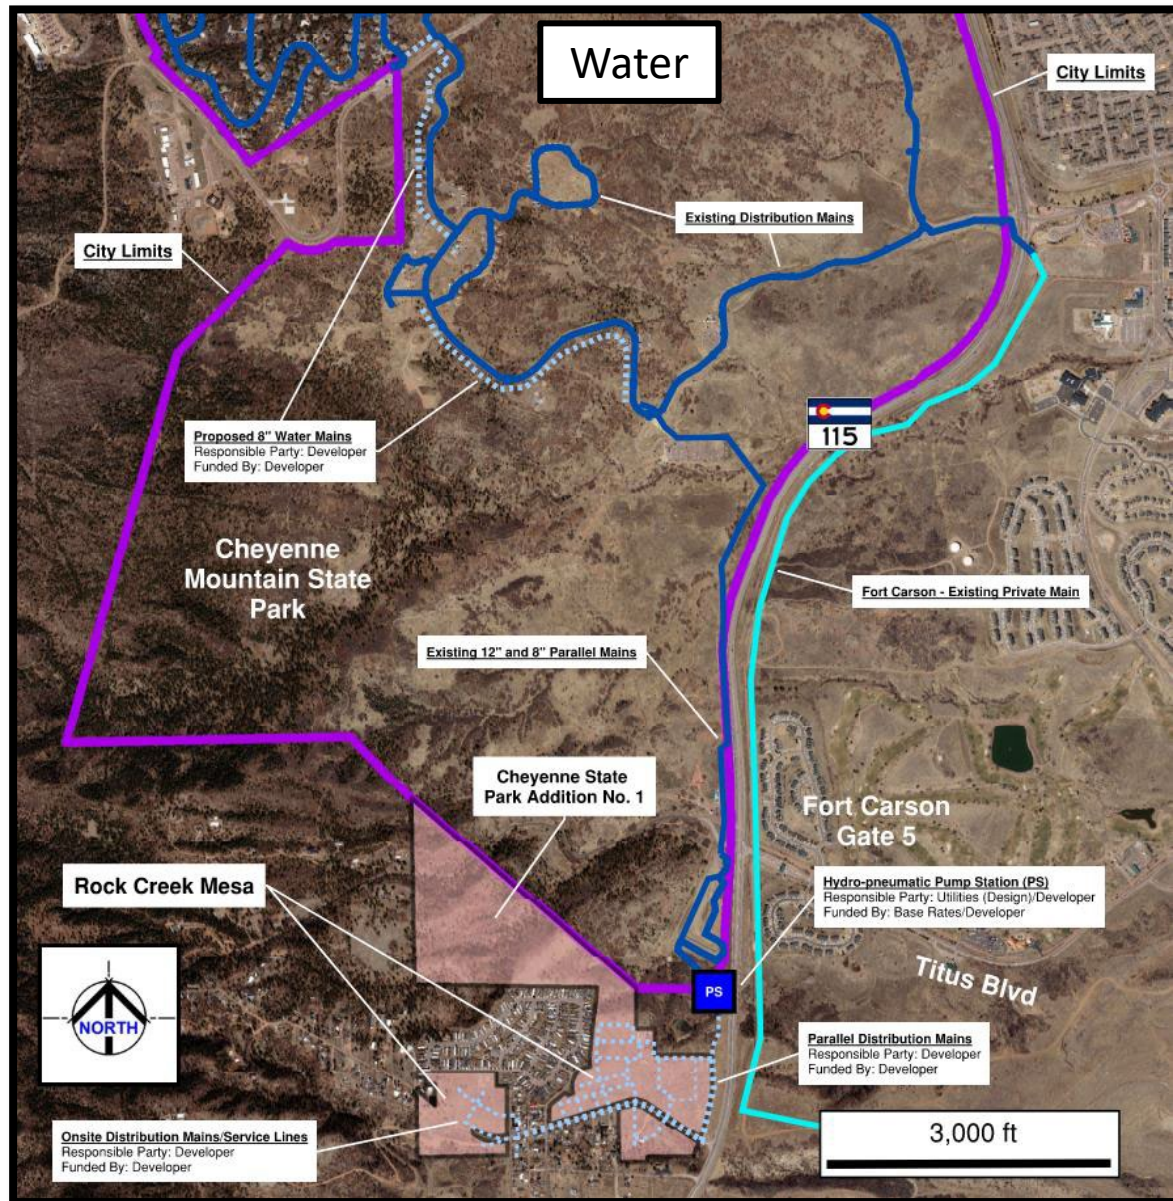 Water
City Limits
Existing Distribution Mains
City Limits
115
Proposed 8" Water Mains
Responsible Party: Developer
Funded By: Developer
Cheyenne
Mountain State
Park
Fort Carson - Existing Private Main
Existing 12" and 8" Parallel Mains
Cheyenne State
Park Addition No. 1
Fort Carson
Gate 5
Rock Creek Mesa
Hydro-pneumatic Pump Station (PS)
Responsible Party: Utilities (Design)/Developer
Funded By: Base Rates/Developer
PS
Titus Blvd
NORTH
Parallel Distribution Mains
Responsible Party: Developer
Funded By: Developer
Onsite Distribution Mains/Service Lines
Responsible Party: Developer
Funded By: Developer
3,000 ft